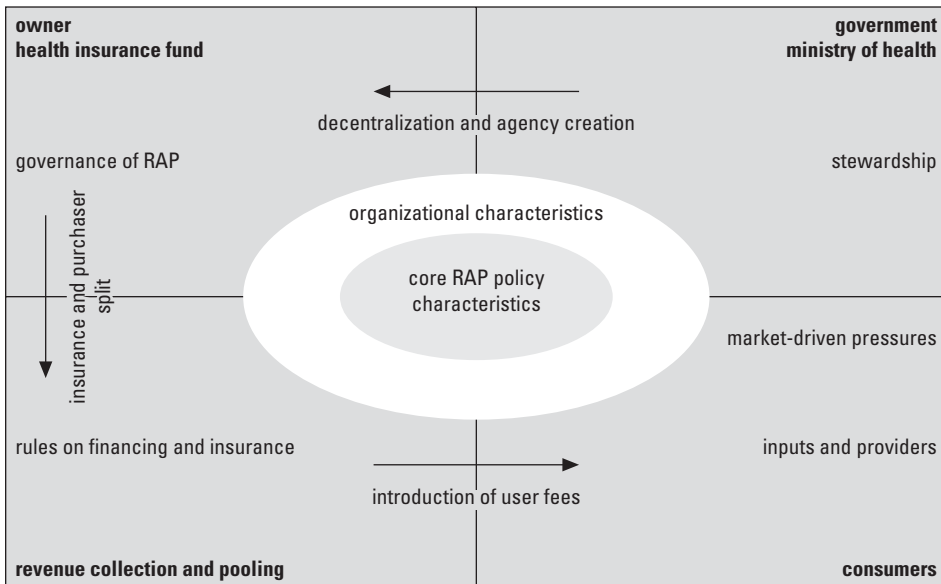 owner
health insurance fund
government
ministry of health
decentralization and agency creation
governance of RAP
stewardship
organizational characteristics
insurance and purchaser
split
core RAP policy
characteristics
market-driven pressures
rules on financing and insurance
inputs and providers
introduction of user fees
revenue collection and pooling
consumers